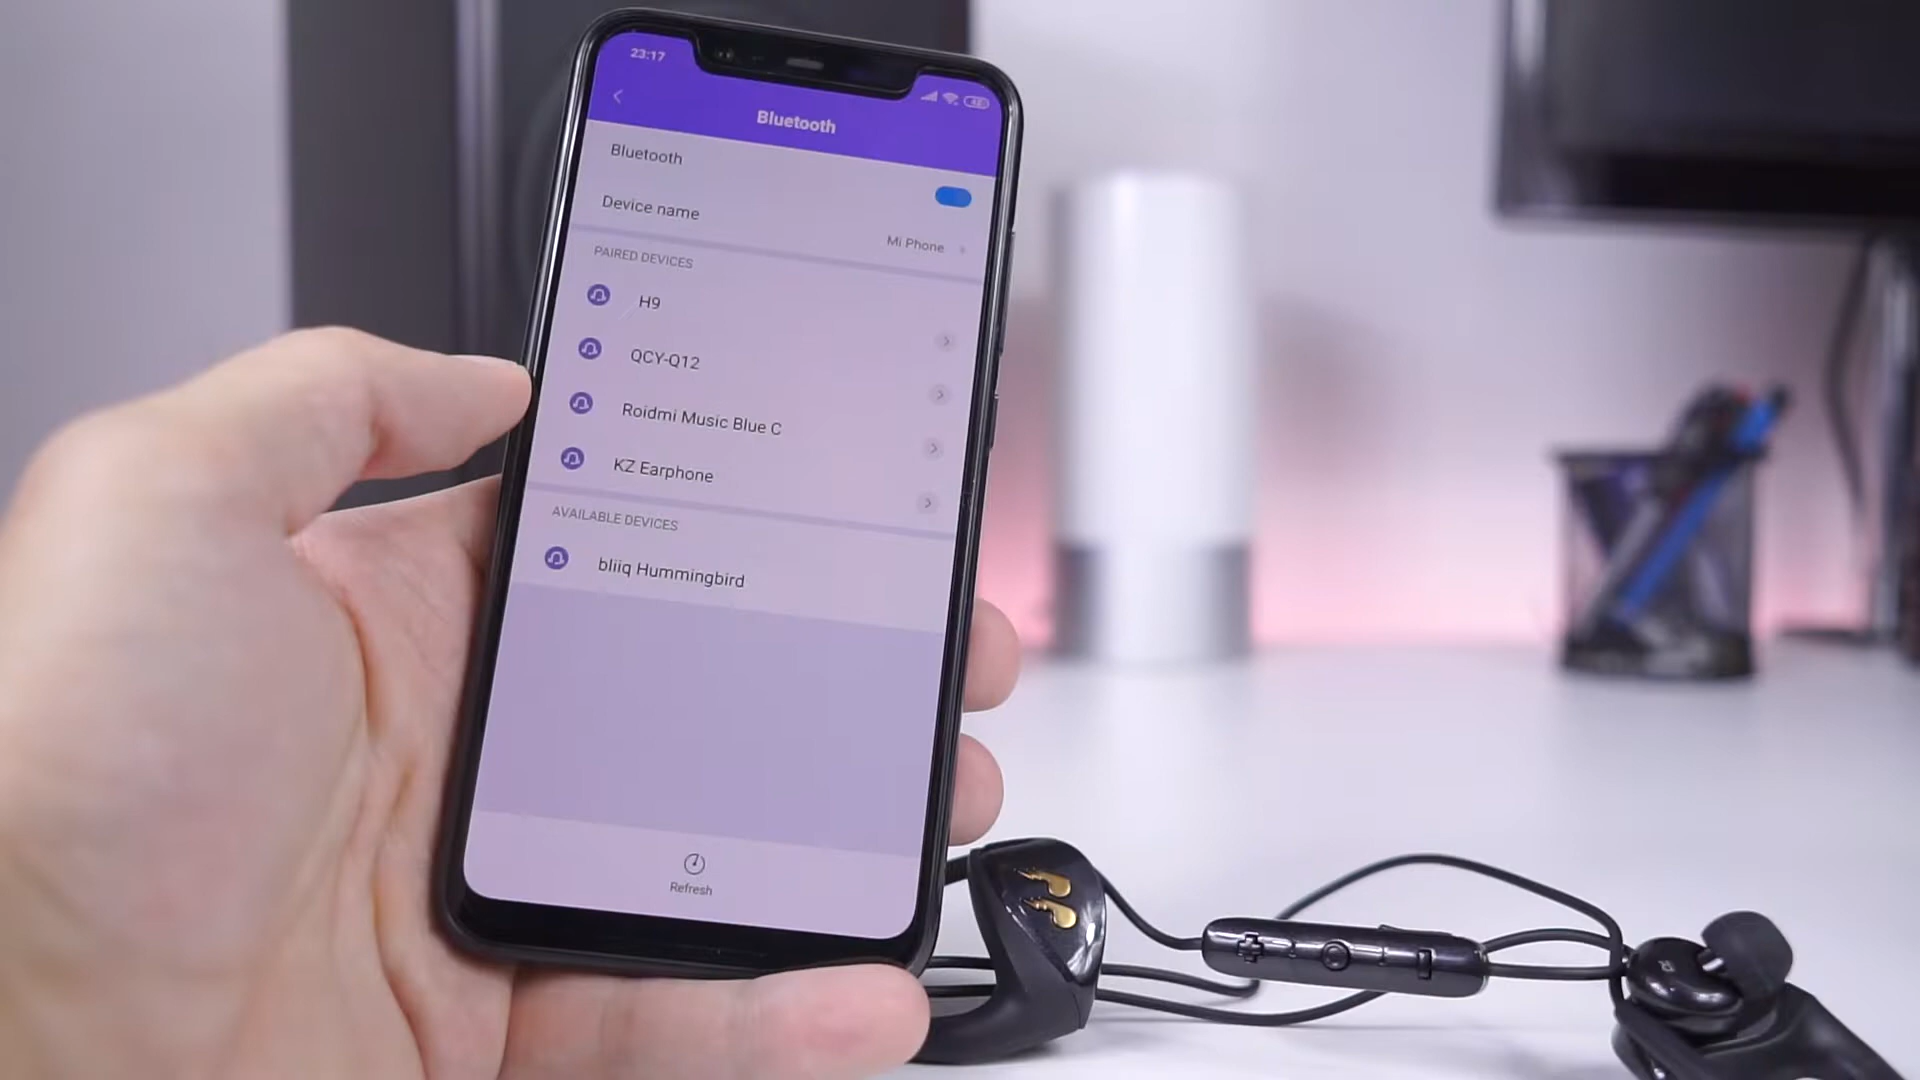 23:17
Bluetooth
Bluetooth
Device name
Mi Phone
PAIRED DEVICES
H9
QCY-Q12
Roidmi Music Blue C
KZ Earphone
AVAILABLE DEVICES
bliiq Hummingbird
Refresh